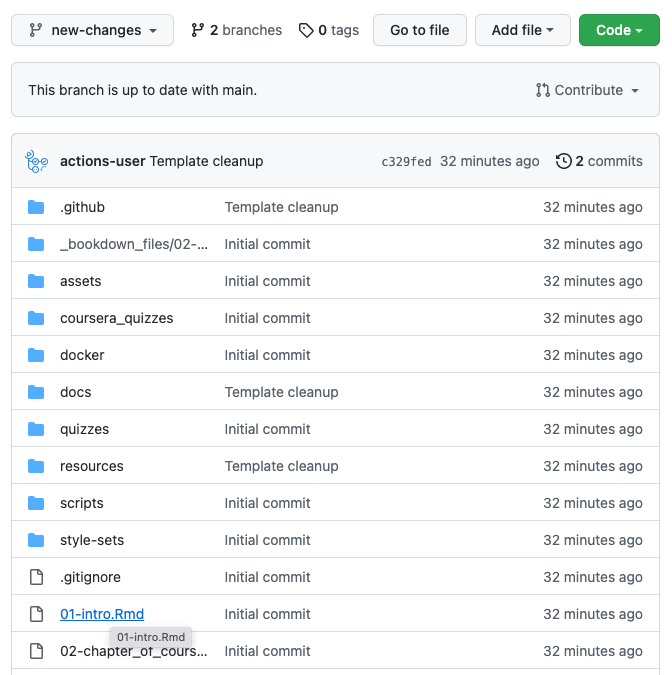 new-changes 2 branches 0 tags Go to file Add file Code
This branch is up to date with main. Contribute
actions-user Template cleanup c329fed 32 minutes ago 2 commits
.github Template cleanup 32 minutes ago
_bookdown_files/02-... Initial commit 32 minutes ago
assets Initial commit 32 minutes ago
coursera_quizzes Initial commit 32 minutes ago
docker Initial commit 32 minutes ago
docs Template cleanup 32 minutes ago
quizzes Initial commit 32 minutes ago
resources Template cleanup 32 minutes ago
scripts Initial commit 32 minutes ago
style-sets Initial commit 32 minutes ago
.gitignore Initial commit 32 minutes ago
01-intro.Rmd Initial commit 32 minutes ago
01-intro.Rmd
02-chapter_of_cours... Initial commit 32 minutes ago